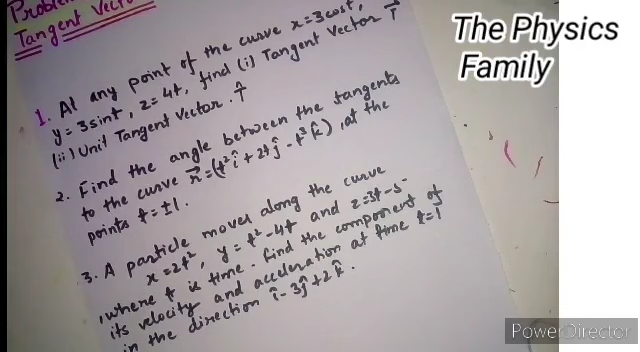 Problem
Tangent Vector
The Physics
Family
1. At any point of the curve x=3cost,
y=3sint, z=4t, find (i) Tangent Vector T⃗
(ii) Unit Tangent Vector. T̂
2. Find the angle between the tangents
to the curve r⃗=(t²î+2tĵ-t³k̂), at the
points t=±1.
3. A particle moves along the curve
x=2t², y=t²-4t and z=3t-5
, where t is time. Find the component of
its velocity and acceleration at time t=1
in the direction î-3ĵ+2k̂.
PowerDirector